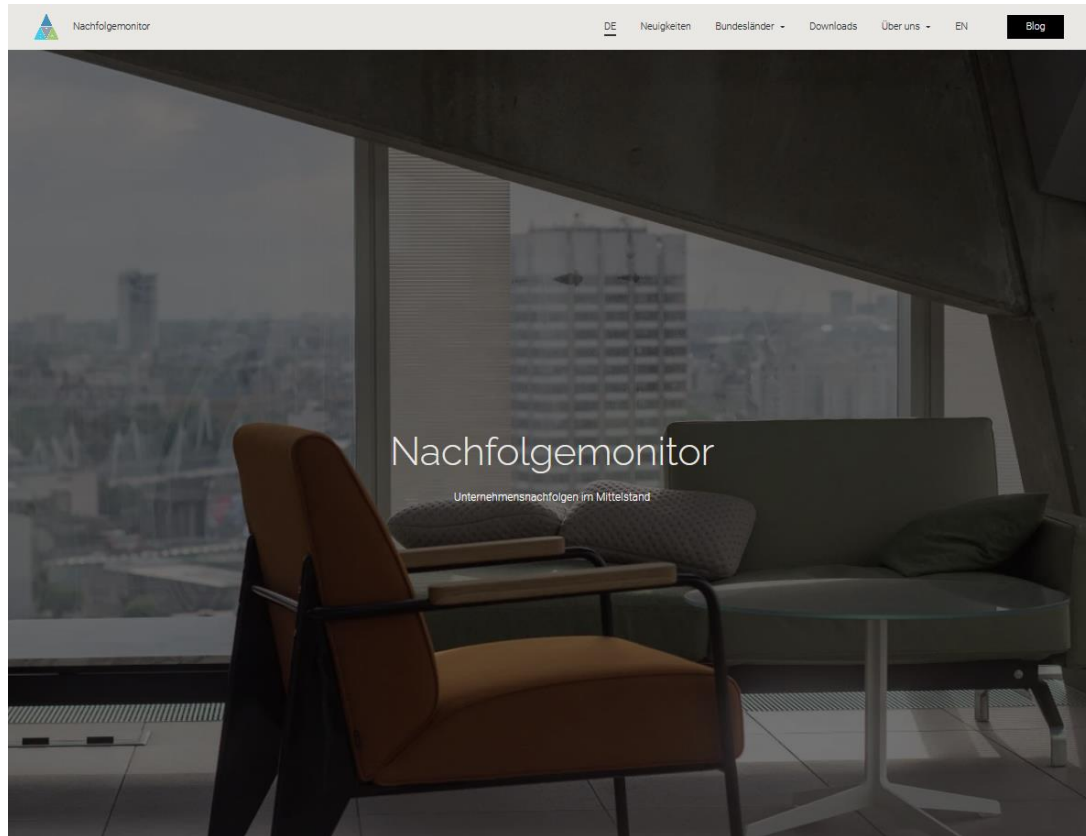 Nachfolgemonitor
DE Neuigkeiten Bundesländer Downloads Über uns EN Blog
Nachfolgemonitor
Unternehmensnachfolgen im Mittelstand